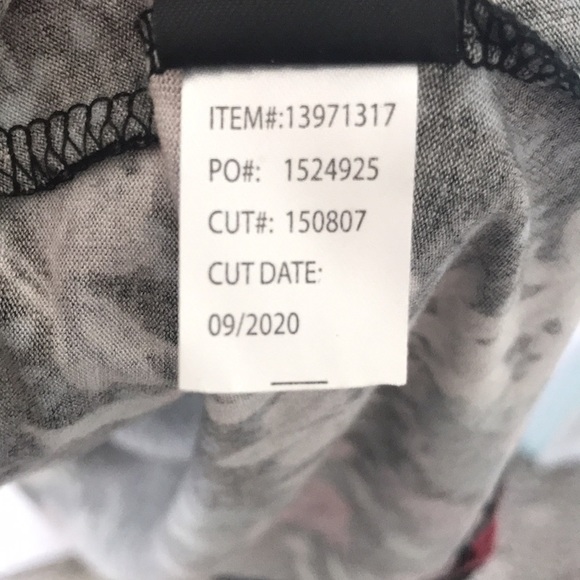 ITEM#:13971317
PO#: 1524925
CUT#: 150807
CUT DATE:
09/2020